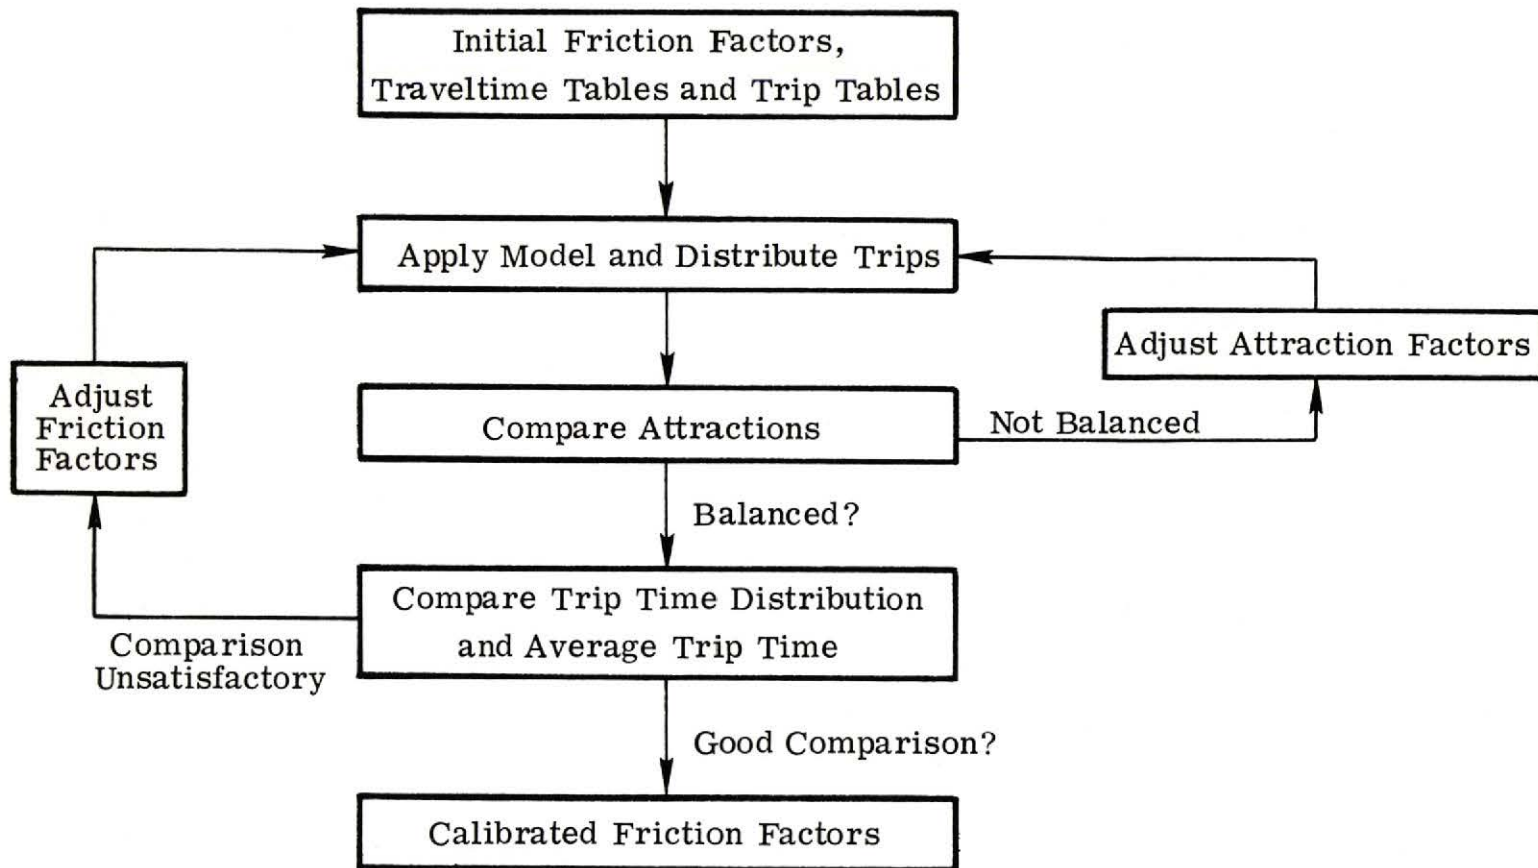 Initial Friction Factors,
Traveltime Tables and Trip Tables
Apply Model and Distribute Trips
Adjust Attraction Factors
Adjust
Friction
Factors
Compare Attractions
Not Balanced
Balanced?
Compare Trip Time Distribution
and Average Trip Time
Comparison
Unsatisfactory
Good Comparison?
Calibrated Friction Factors